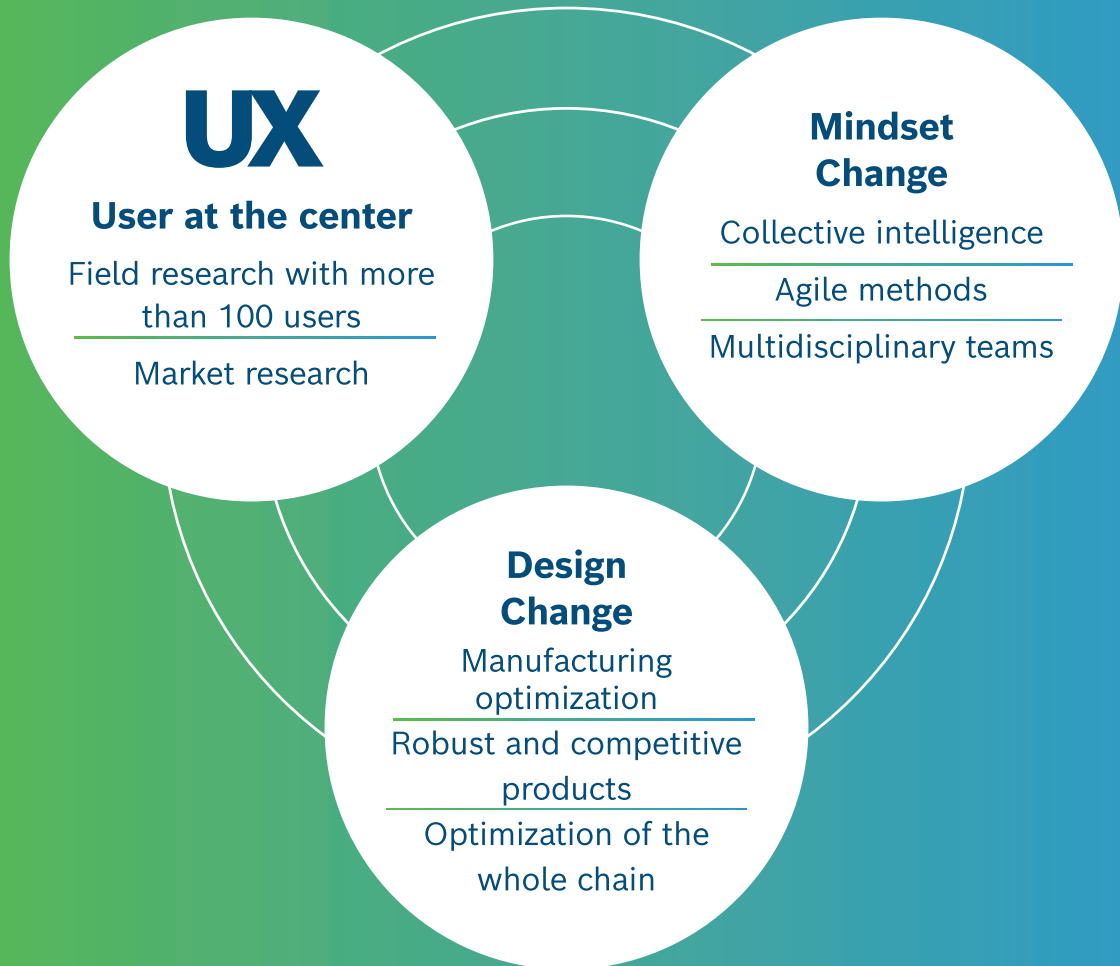 UX
User at the center
Field research with more
than 100 users
Market research
Mindset
Change
Collective intelligence
Agile methods
Multidisciplinary teams
Design
Change
Manufacturing
optimization
Robust and competitive
products
Optimization of the
whole chain